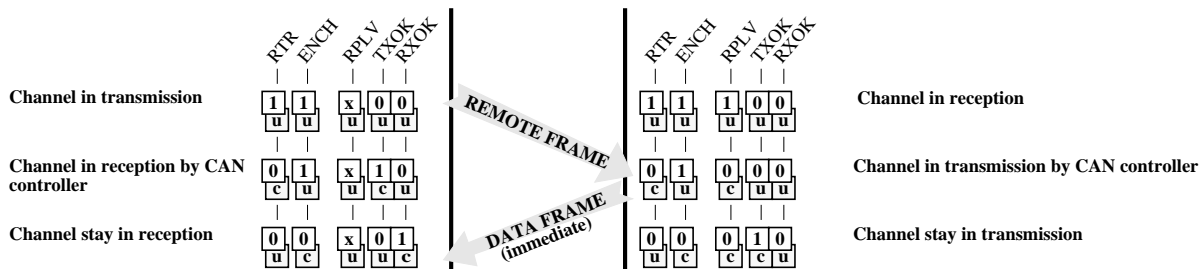 RTR ENCH RPLV TXOK RXOK RTR ENCH RPLV TXOK RXOK
Channel in transmission 1 1 x 0 0 1 1 1 0 0 Channel in reception
u u u u u u u u u u
REMOTE FRAME
Channel in reception by CAN controller 0 1 x 1 0 0 1 0 0 0 Channel in transmission by CAN controller
c u u c u c u c u u
DATA FRAME
(immediate)
Channel stay in reception 0 0 x 0 1 0 0 0 1 0 Channel stay in transmission
u c u u c u c u c u